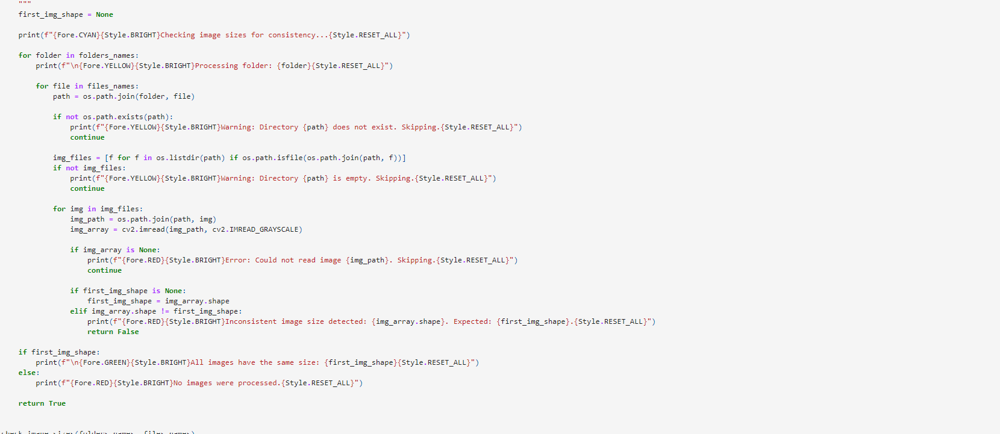 """
first_img_shape = None
print(f"{Fore.CYAN}{Style.BRIGHT}Checking image sizes for consistency...{Style.RESET_ALL}")
for folder in folders_names:
print(f"\n{Fore.YELLOW}{Style.BRIGHT}Processing folder: {folder}{Style.RESET_ALL}")
for file in files_names:
path = os.path.join(folder, file)
if not os.path.exists(path):
print(f"{Fore.YELLOW}{Style.BRIGHT}Warning: Directory {path} does not exist. Skipping.{Style.RESET_ALL}")
continue
img_files = [f for f in os.listdir(path) if os.path.isfile(os.path.join(path, f))]
if not img_files:
print(f"{Fore.YELLOW}{Style.BRIGHT}Warning: Directory {path} is empty. Skipping.{Style.RESET_ALL}")
continue
for img in img_files:
img_path = os.path.join(path, img)
img_array = cv2.imread(img_path, cv2.IMREAD_GRAYSCALE)
if img_array is None:
print(f"{Fore.RED}{Style.BRIGHT}Error: Could not read image {img_path}. Skipping.{Style.RESET_ALL}")
continue
if first_img_shape is None:
first_img_shape = img_array.shape
elif img_array.shape != first_img_shape:
print(f"{Fore.RED}{Style.BRIGHT}Inconsistent image size detected: {img_array.shape}. Expected: {first_img_shape}.{Style.RESET_ALL}")
return False
if first_img_shape:
print(f"\n{Fore.GREEN}{Style.BRIGHT}All images have the same size: {first_img_shape}{Style.RESET_ALL}")
else:
print(f"{Fore.RED}{Style.BRIGHT}No images were processed.{Style.RESET_ALL}")
return True